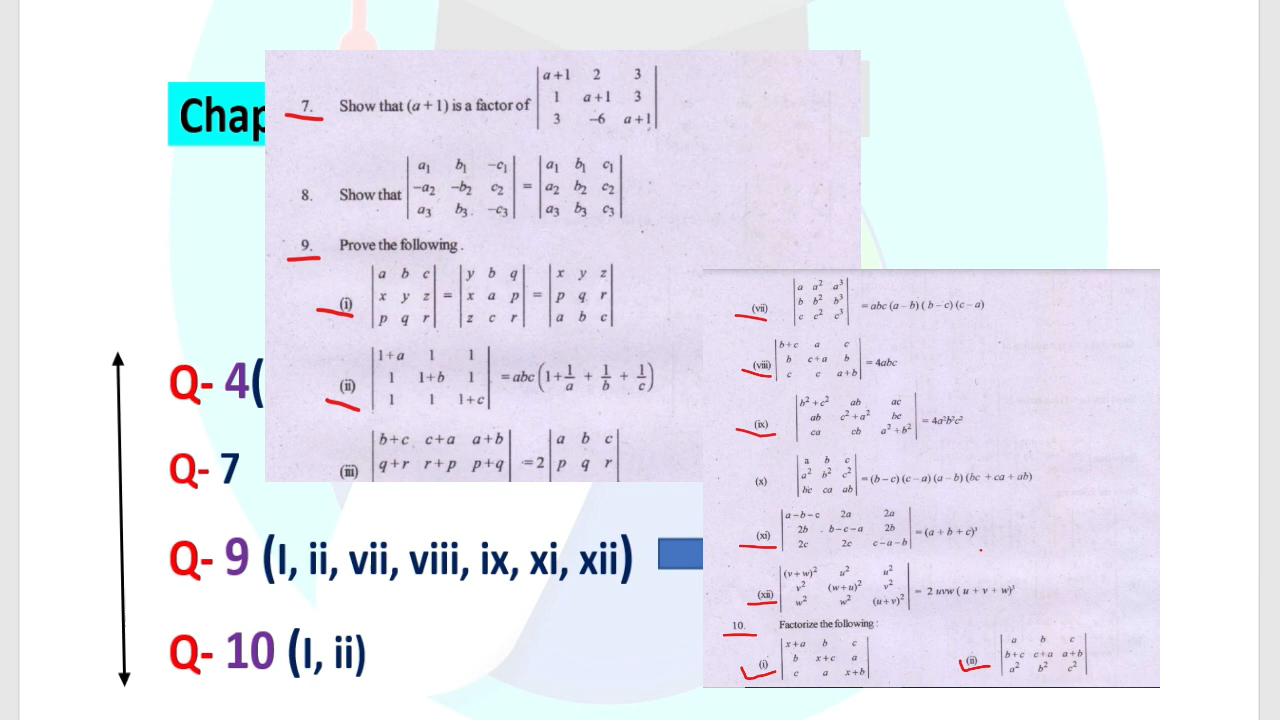 Chap
Q- 4(
Q- 7
Q- 9 (I, ii, vii, viii, ix, xi, xii)
Q- 10 (I, ii)
7. Show that (a + 1) is a factor of
a+1 2 3
1 a+1 3
3 -6 a+1
8. Show that
a₁ b₁ -c₁
-a₂ -b₂ c₂
a₃ b₃ . -c₃
=
a₁ b₁ c₁
a₂ b₂ c₂
a₃ b₃ c₃
9. Prove the following .
(i)
a b c
x y z
p q r
=
y b q
x a p
z c r
=
x y z
p q r
a b c
(ii)
1+a 1 1
1 1+b 1
1 1 1+c
= abc (1+1/a + 1/b + 1/c)
(iii)
b+c c+a a+b
q+r r+p p+q
=2
a b c
p q r
(vii)
a a² a³
b b² b³
c c² c³
= abc (a – b) ( b – c) (c – a)
(viii)
b+c a c
b c+a b
c c a+b
= 4abc
(ix)
b²+c² ab ac
ab c²+a² bc
ca cb a²+b²
= 4a²b²c²
(x)
a b c
a² b² c²
bc ca ab
= (b – c) (c – a) (a – b) (bc + ca + ab)
(xi)
a–b–c 2a 2a
2b b–c–a 2b
2c 2c c–a–b
= (a + b + c)³
(xii)
(v+w)² u² u²
v² (w+u)² v²
w² w² (u+v)²
= 2 uvw ( u + v + w)³
10. Factorize the following :
(i)
x+a b c
b x+c a
c a x+b
(ii)
a b c
b+c c+a a+b
a² b² c²